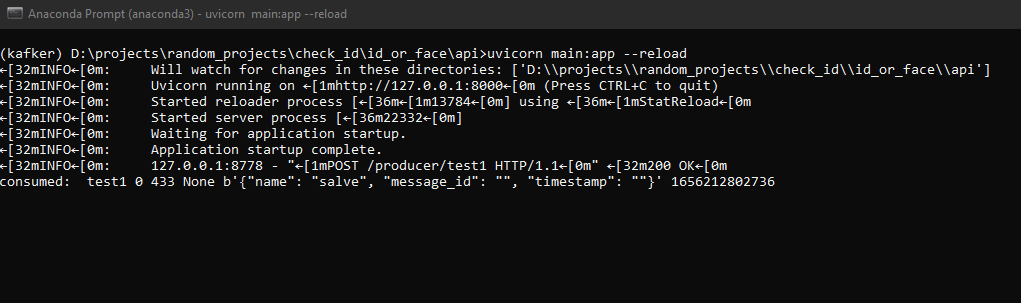 Anaconda Prompt (anaconda3) - uvicorn main:app --reload
(kafker) D:\projects\random_projects\check_id\id_or_face\api>uvicorn main:app --reload
←[32mINFO←[0m:     Will watch for changes in these directories: ['D:\\projects\\random_projects\\check_id\\id_or_face\\api']
←[32mINFO←[0m:     Uvicorn running on ←[1mhttp://127.0.0.1:8000←[0m (Press CTRL+C to quit)
←[32mINFO←[0m:     Started reloader process [←[36m←[1m13784←[0m] using ←[36m←[1mStatReload←[0m
←[32mINFO←[0m:     Started server process [←[36m22332←[0m]
←[32mINFO←[0m:     Waiting for application startup.
←[32mINFO←[0m:     Application startup complete.
←[32mINFO←[0m:     127.0.0.1:8778 - "←[1mPOST /producer/test1 HTTP/1.1←[0m" ←[32m200 OK←[0m
consumed:  test1 0 433 None b'{"name": "salve", "message_id": "", "timestamp": ""}' 1656212802736